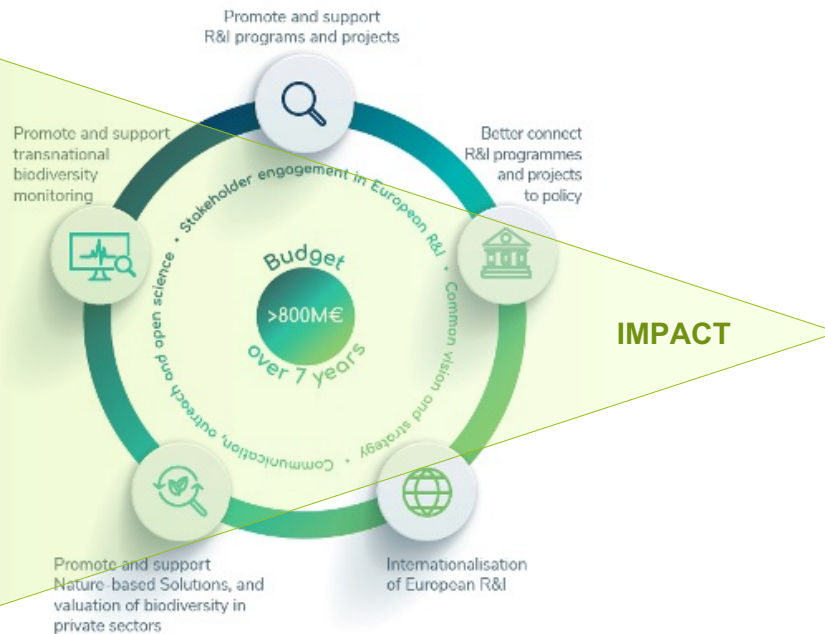 Promote and support
R&I programs and projects
Promote and support
transnational
biodiversity
monitoring
Better connect
R&I programmes
and projects
to policy
Stakeholder engagement in European R&I • Common vision and strategy • Communication, outreach and open science •
Budget
>800M€
over 7 years
IMPACT
Promote and support
Nature-based Solutions, and
valuation of biodiversity in
private sectors
Internationalisation
of European R&I